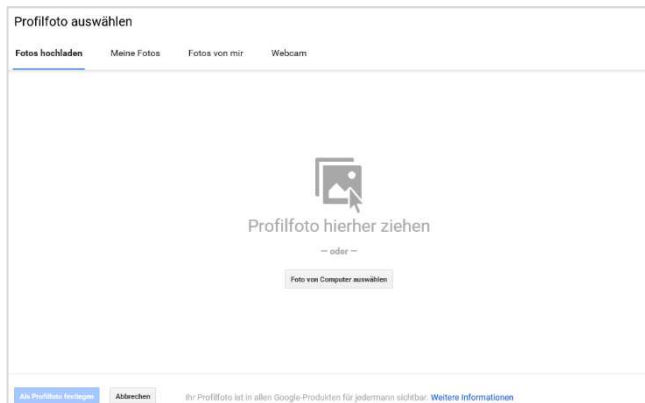 Profilfoto auswählen
Fotos hochladen Meine Fotos Fotos von mir Webcam
Profilfoto hierher ziehen
— oder —
Foto von Computer auswählen
Als Profilfoto festlegen Abbrechen Ihr Profilfoto ist in allen Google-Produkten für jedermann sichtbar. Weitere Informationen